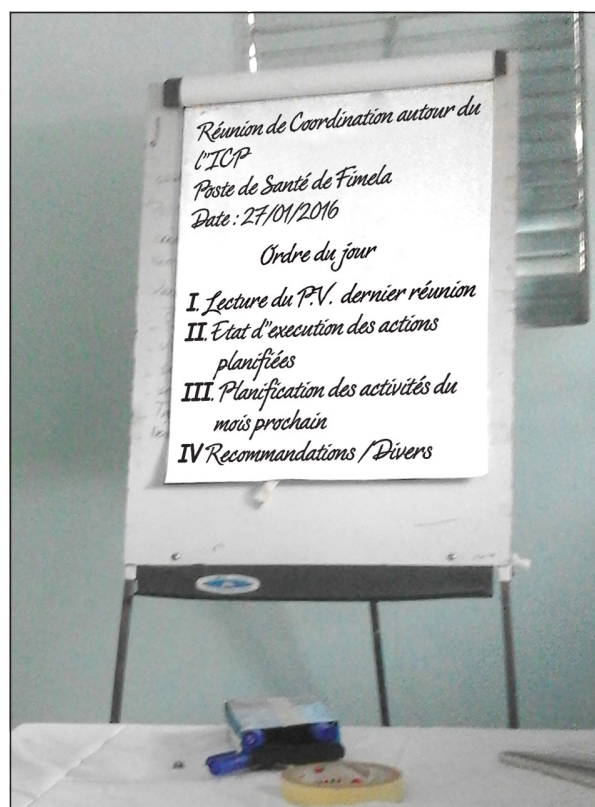 Réunion de Coordination autour du
l"ICP
Poste de Santé de Fimela
Date : 27/01/2016
Ordre du jour
I. Lecture du P.V. dernier réunion
II. Etat d"execution des actions
planifiées
III. Planification des activités du
mois prochain
IV Recommandations / Divers